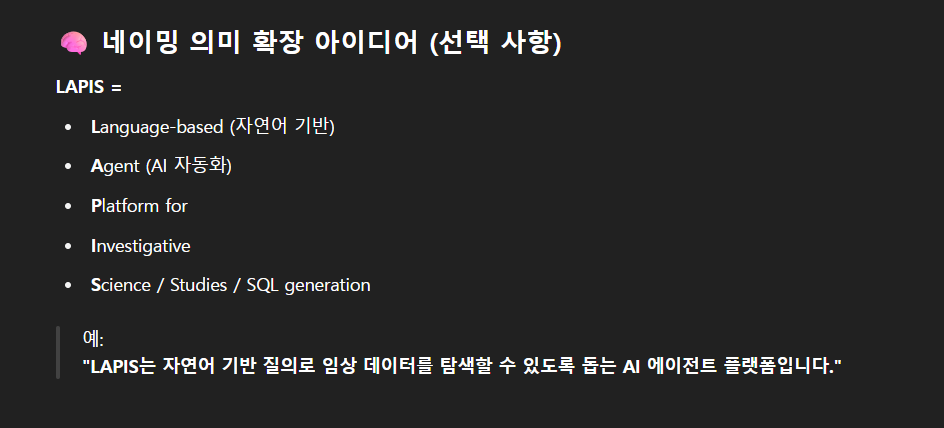 🧠 네이밍 의미 확장 아이디어 (선택 사항)
LAPIS =
• Language-based (자연어 기반)
• Agent (AI 자동화)
• Platform for
• Investigative
• Science / Studies / SQL generation
예:
"LAPIS는 자연어 기반 질의로 임상 데이터를 탐색할 수 있도록 돕는 AI 에이전트 플랫폼입니다."